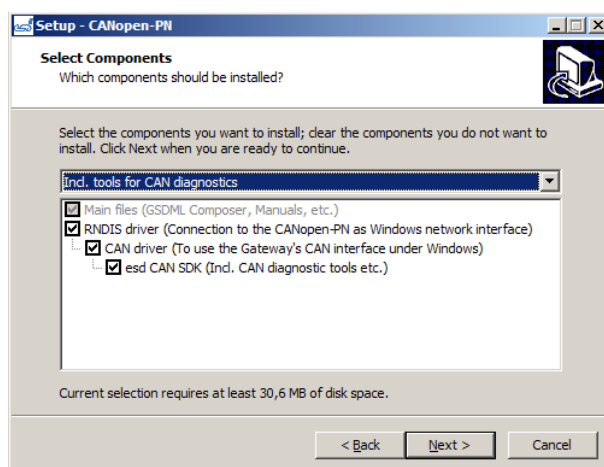 Setup - CANopen-PN
Select Components
Which components should be installed?
Select the components you want to install; clear the components you do not want to
install. Click Next when you are ready to continue.
Incl. tools for CAN diagnostics
Main files (GSDML Composer, Manuals, etc.)
RNDIS driver (Connection to the CANopen-PN as Windows network interface)
CAN driver (To use the Gateway's CAN interface under Windows)
esd CAN SDK (Incl. CAN diagnostic tools etc.)
Current selection requires at least 30,6 MB of disk space.
< Back Next > Cancel